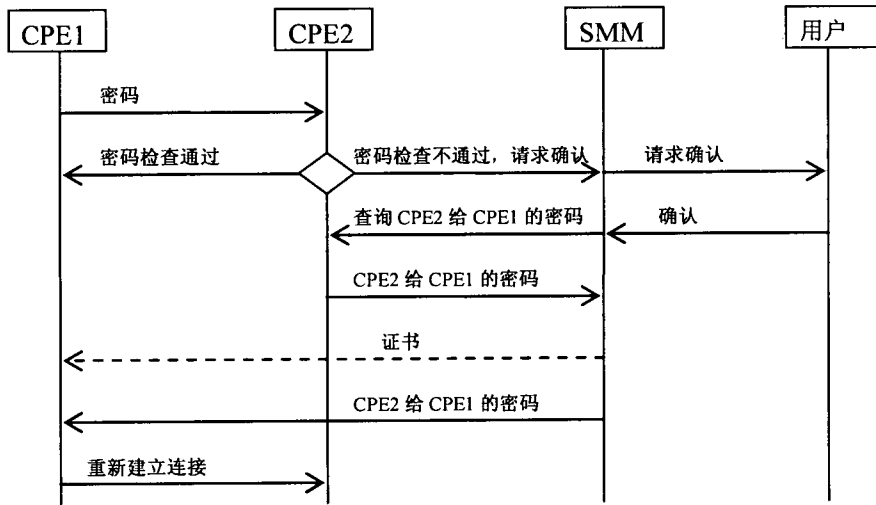 CPE1
CPE2
SMM
用户
密码
密码检查通过
密码检查不通过，请求确认
请求确认
查询 CPE2 给 CPE1 的密码
确认
CPE2 给 CPE1 的密码
证书
CPE2 给 CPE1 的密码
重新建立连接